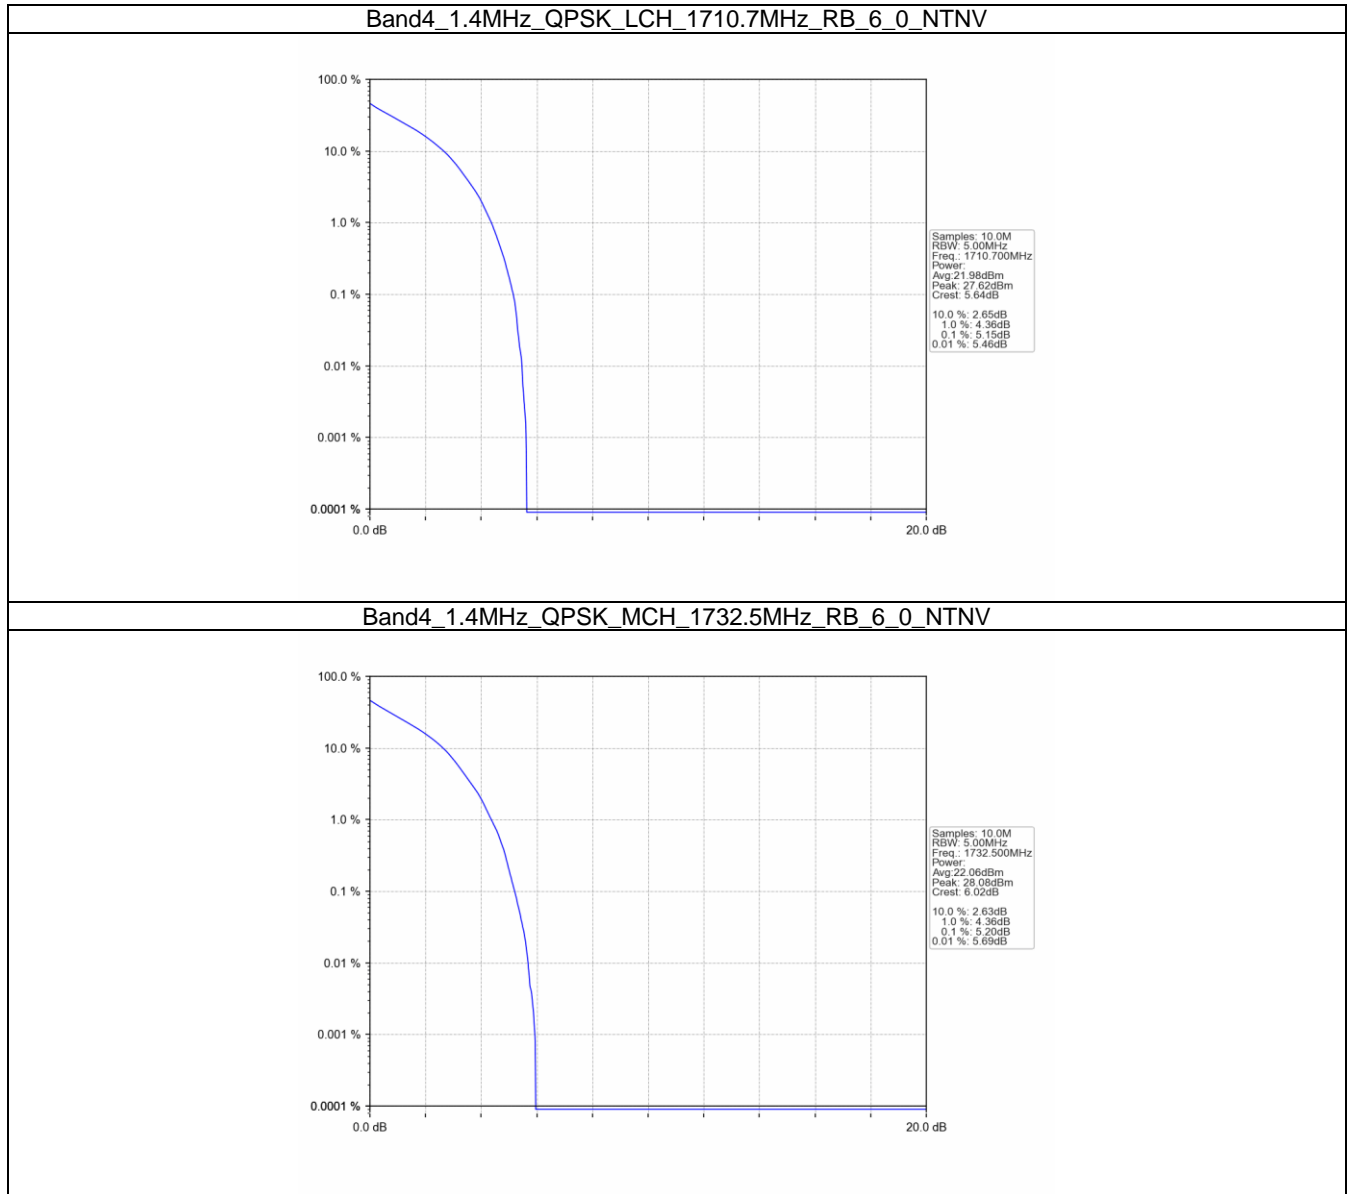 Band4_1.4MHz_QPSK_LCH_1710.7MHz_RB_6_0_NTNV
100.0 %
10.0 %
1.0 %
0.1 %
0.01 %
0.001 %
0.0001 %
0.0 dB
20.0 dB
Samples: 10.0M
RBW: 5.00MHz
Freq.: 1710.700MHz
Power:
Avg:21.98dBm
Peak: 27.62dBm
Crest: 5.64dB
10.0 %: 2.65dB
1.0 %: 4.36dB
0.1 %: 5.15dB
0.01 %: 5.46dB
Band4_1.4MHz_QPSK_MCH_1732.5MHz_RB_6_0_NTNV
100.0 %
10.0 %
1.0 %
0.1 %
0.01 %
0.001 %
0.0001 %
0.0 dB
20.0 dB
Samples: 10.0M
RBW: 5.00MHz
Freq.: 1732.500MHz
Power:
Avg:22.06dBm
Peak: 28.08dBm
Crest: 6.02dB
10.0 %: 2.63dB
1.0 %: 4.36dB
0.1 %: 5.20dB
0.01 %: 5.69dB